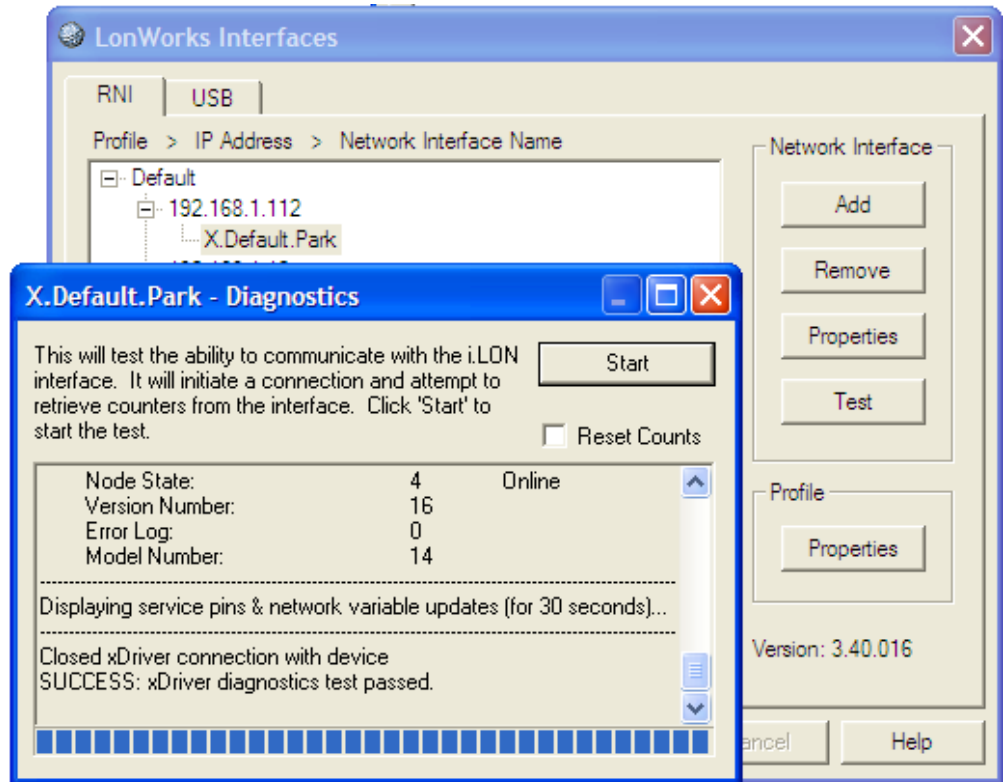 LonWorks Interfaces
RNI
USB
Profile > IP Address > Network Interface Name
Default
192.168.1.112
X.Default.Park
Network Interface
Add
Remove
Properties
Test
Profile
Properties
Version: 3.40.016
Help
X.Default.Park - Diagnostics
This will test the ability to communicate with the i.LON
interface. It will initiate a connection and attempt to
retrieve counters from the interface. Click 'Start' to
start the test.
Start
Reset Counts
Node State: 4 Online
Version Number: 16
Error Log: 0
Model Number: 14
Displaying service pins & network variable updates (for 30 seconds)...
Closed xDriver connection with device
SUCCESS: xDriver diagnostics test passed.